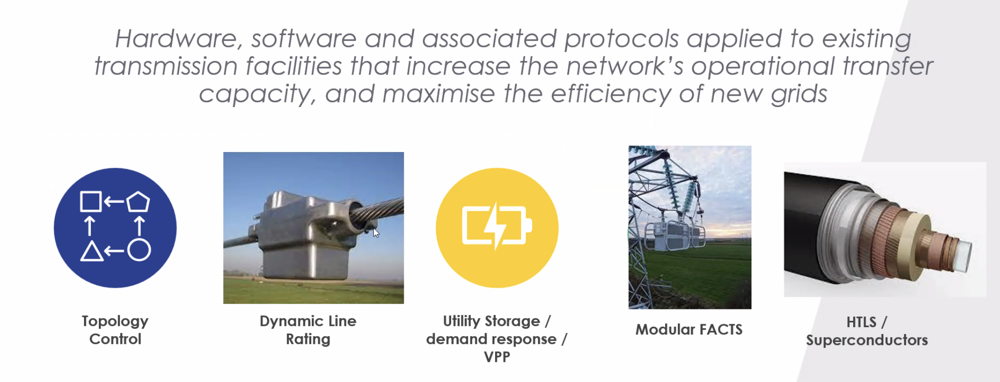 Hardware, software and associated protocols applied to existing
transmission facilities that increase the network's operational transfer
capacity, and maximise the efficiency of new grids
Topology
Control
Dynamic Line
Rating
Utility Storage /
demand response /
VPP
Modular FACTS
HTLS /
Superconductors